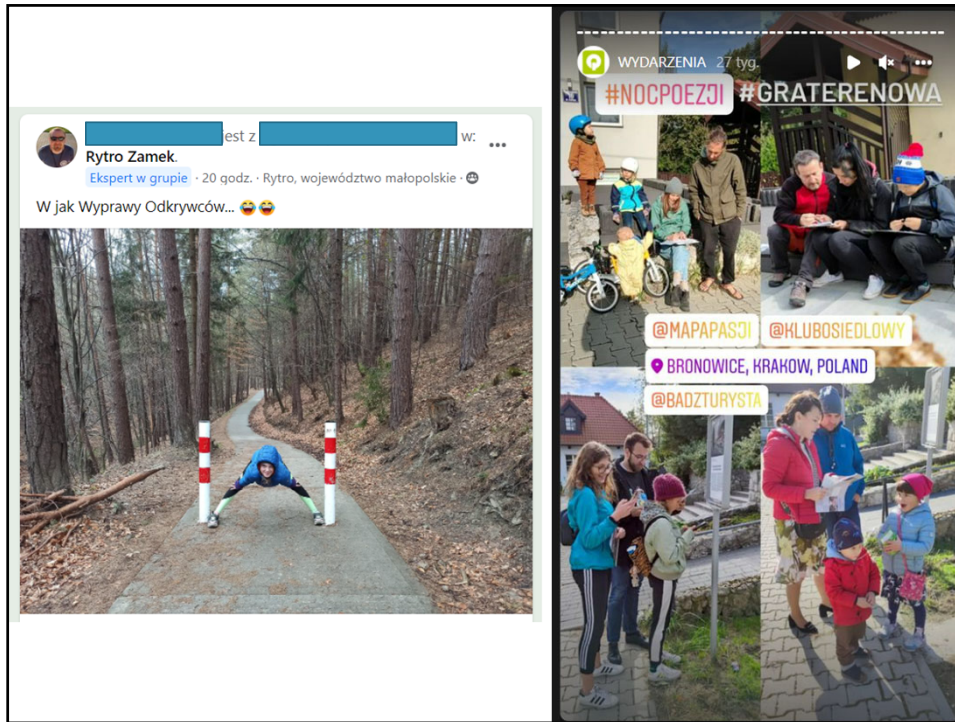 jest z w:
Rytro Zamek.
Ekspert w grupie · 20 godz. · Rytro, województwo małopolskie ·
W jak Wyprawy Odkrywców... 😂😂
WYDARZENIA 27 tyg.
#NOCPOEZJI #GRATERENOWA
@MAPAPASJI @KLUBOSIEDLOWY
BRONOWICE, KRAKOW, POLAND
@BADZTURYSTA